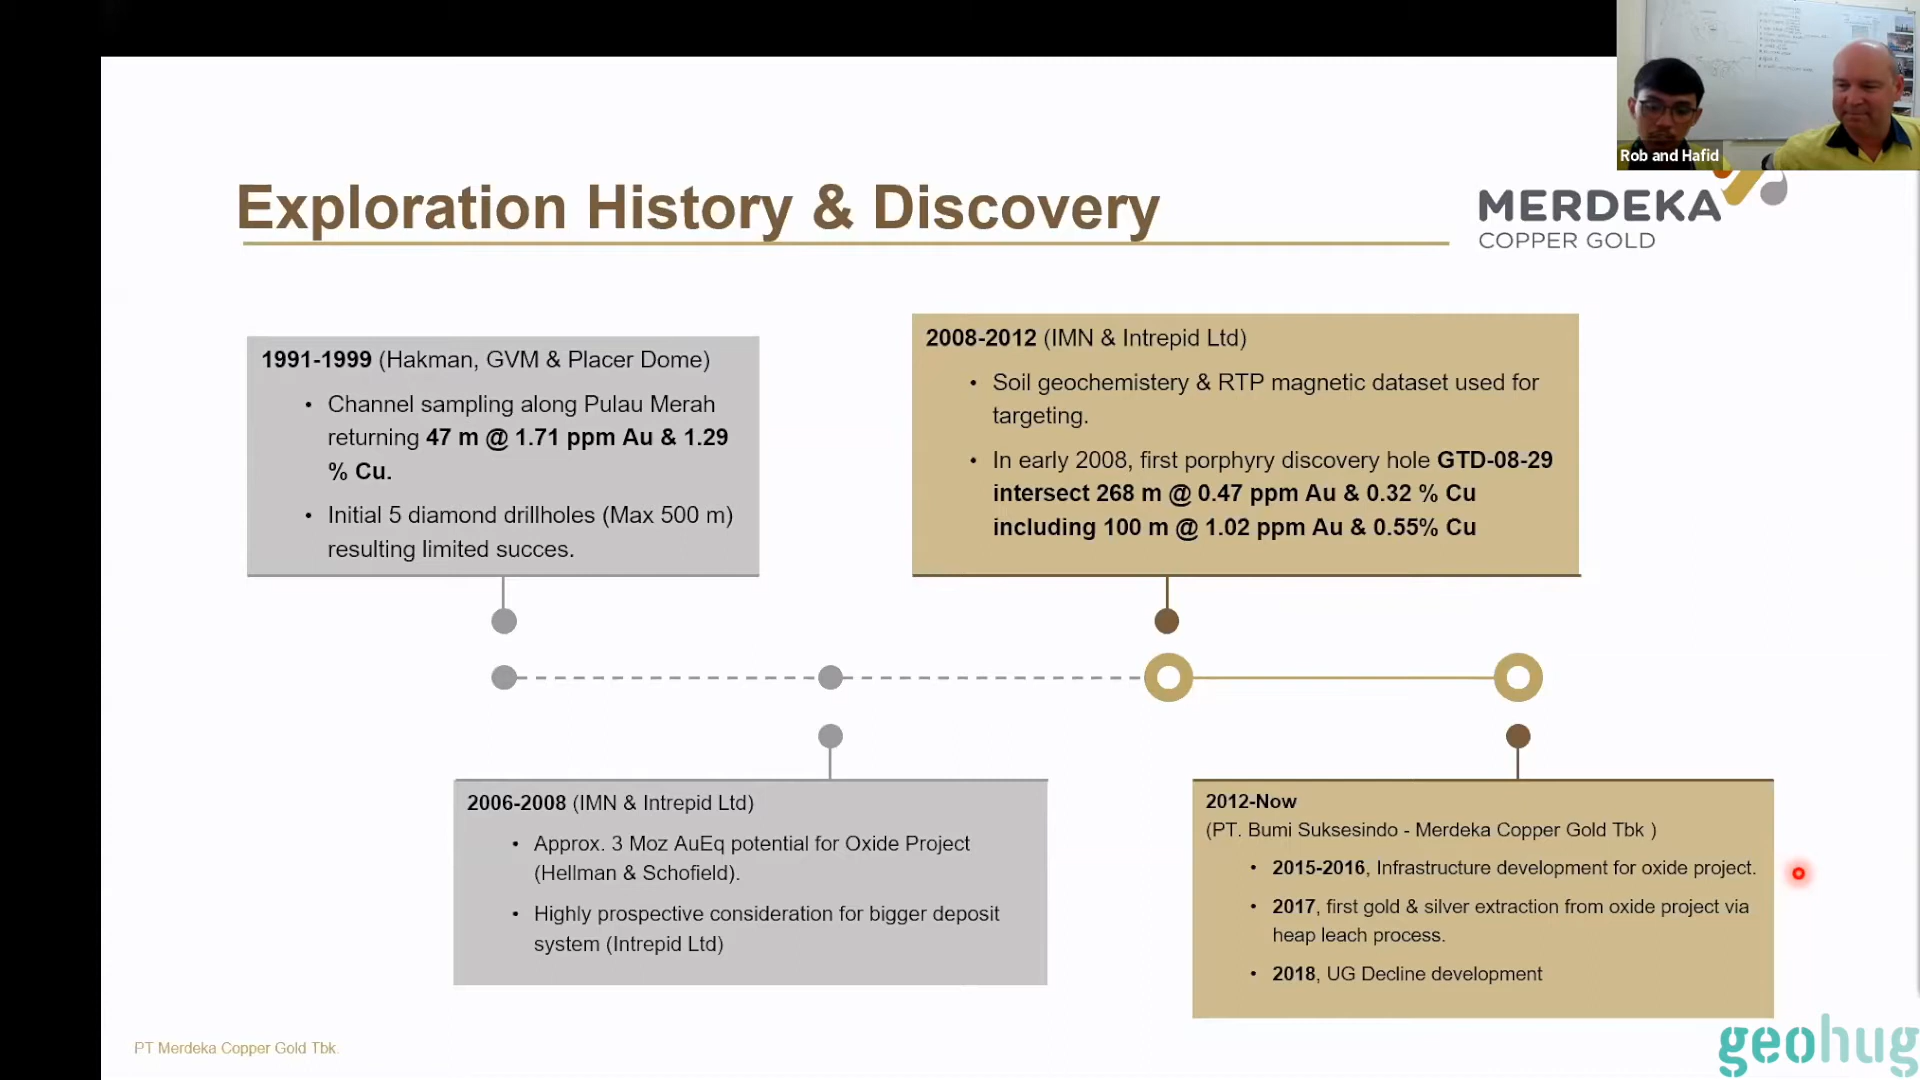 Rob and Hafid
Exploration History & Discovery
MERDEKA
COPPER GOLD
1991-1999 (Hakman, GVM & Placer Dome)
• Channel sampling along Pulau Merah
returning 47 m @ 1.71 ppm Au & 1.29
% Cu.
• Initial 5 diamond drillholes (Max 500 m)
resulting limited succes.
2008-2012 (IMN & Intrepid Ltd)
• Soil geochemistery & RTP magnetic dataset used for
targeting.
• In early 2008, first porphyry discovery hole GTD-08-29
intersect 268 m @ 0.47 ppm Au & 0.32 % Cu
including 100 m @ 1.02 ppm Au & 0.55% Cu
2006-2008 (IMN & Intrepid Ltd)
• Approx. 3 Moz AuEq potential for Oxide Project
(Hellman & Schofield).
• Highly prospective consideration for bigger deposit
system (Intrepid Ltd)
2012-Now
(PT. Bumi Suksesindo - Merdeka Copper Gold Tbk )
• 2015-2016, Infrastructure development for oxide project.
• 2017, first gold & silver extraction from oxide project via
heap leach process.
• 2018, UG Decline development
PT Merdeka Copper Gold Tbk.
geohug